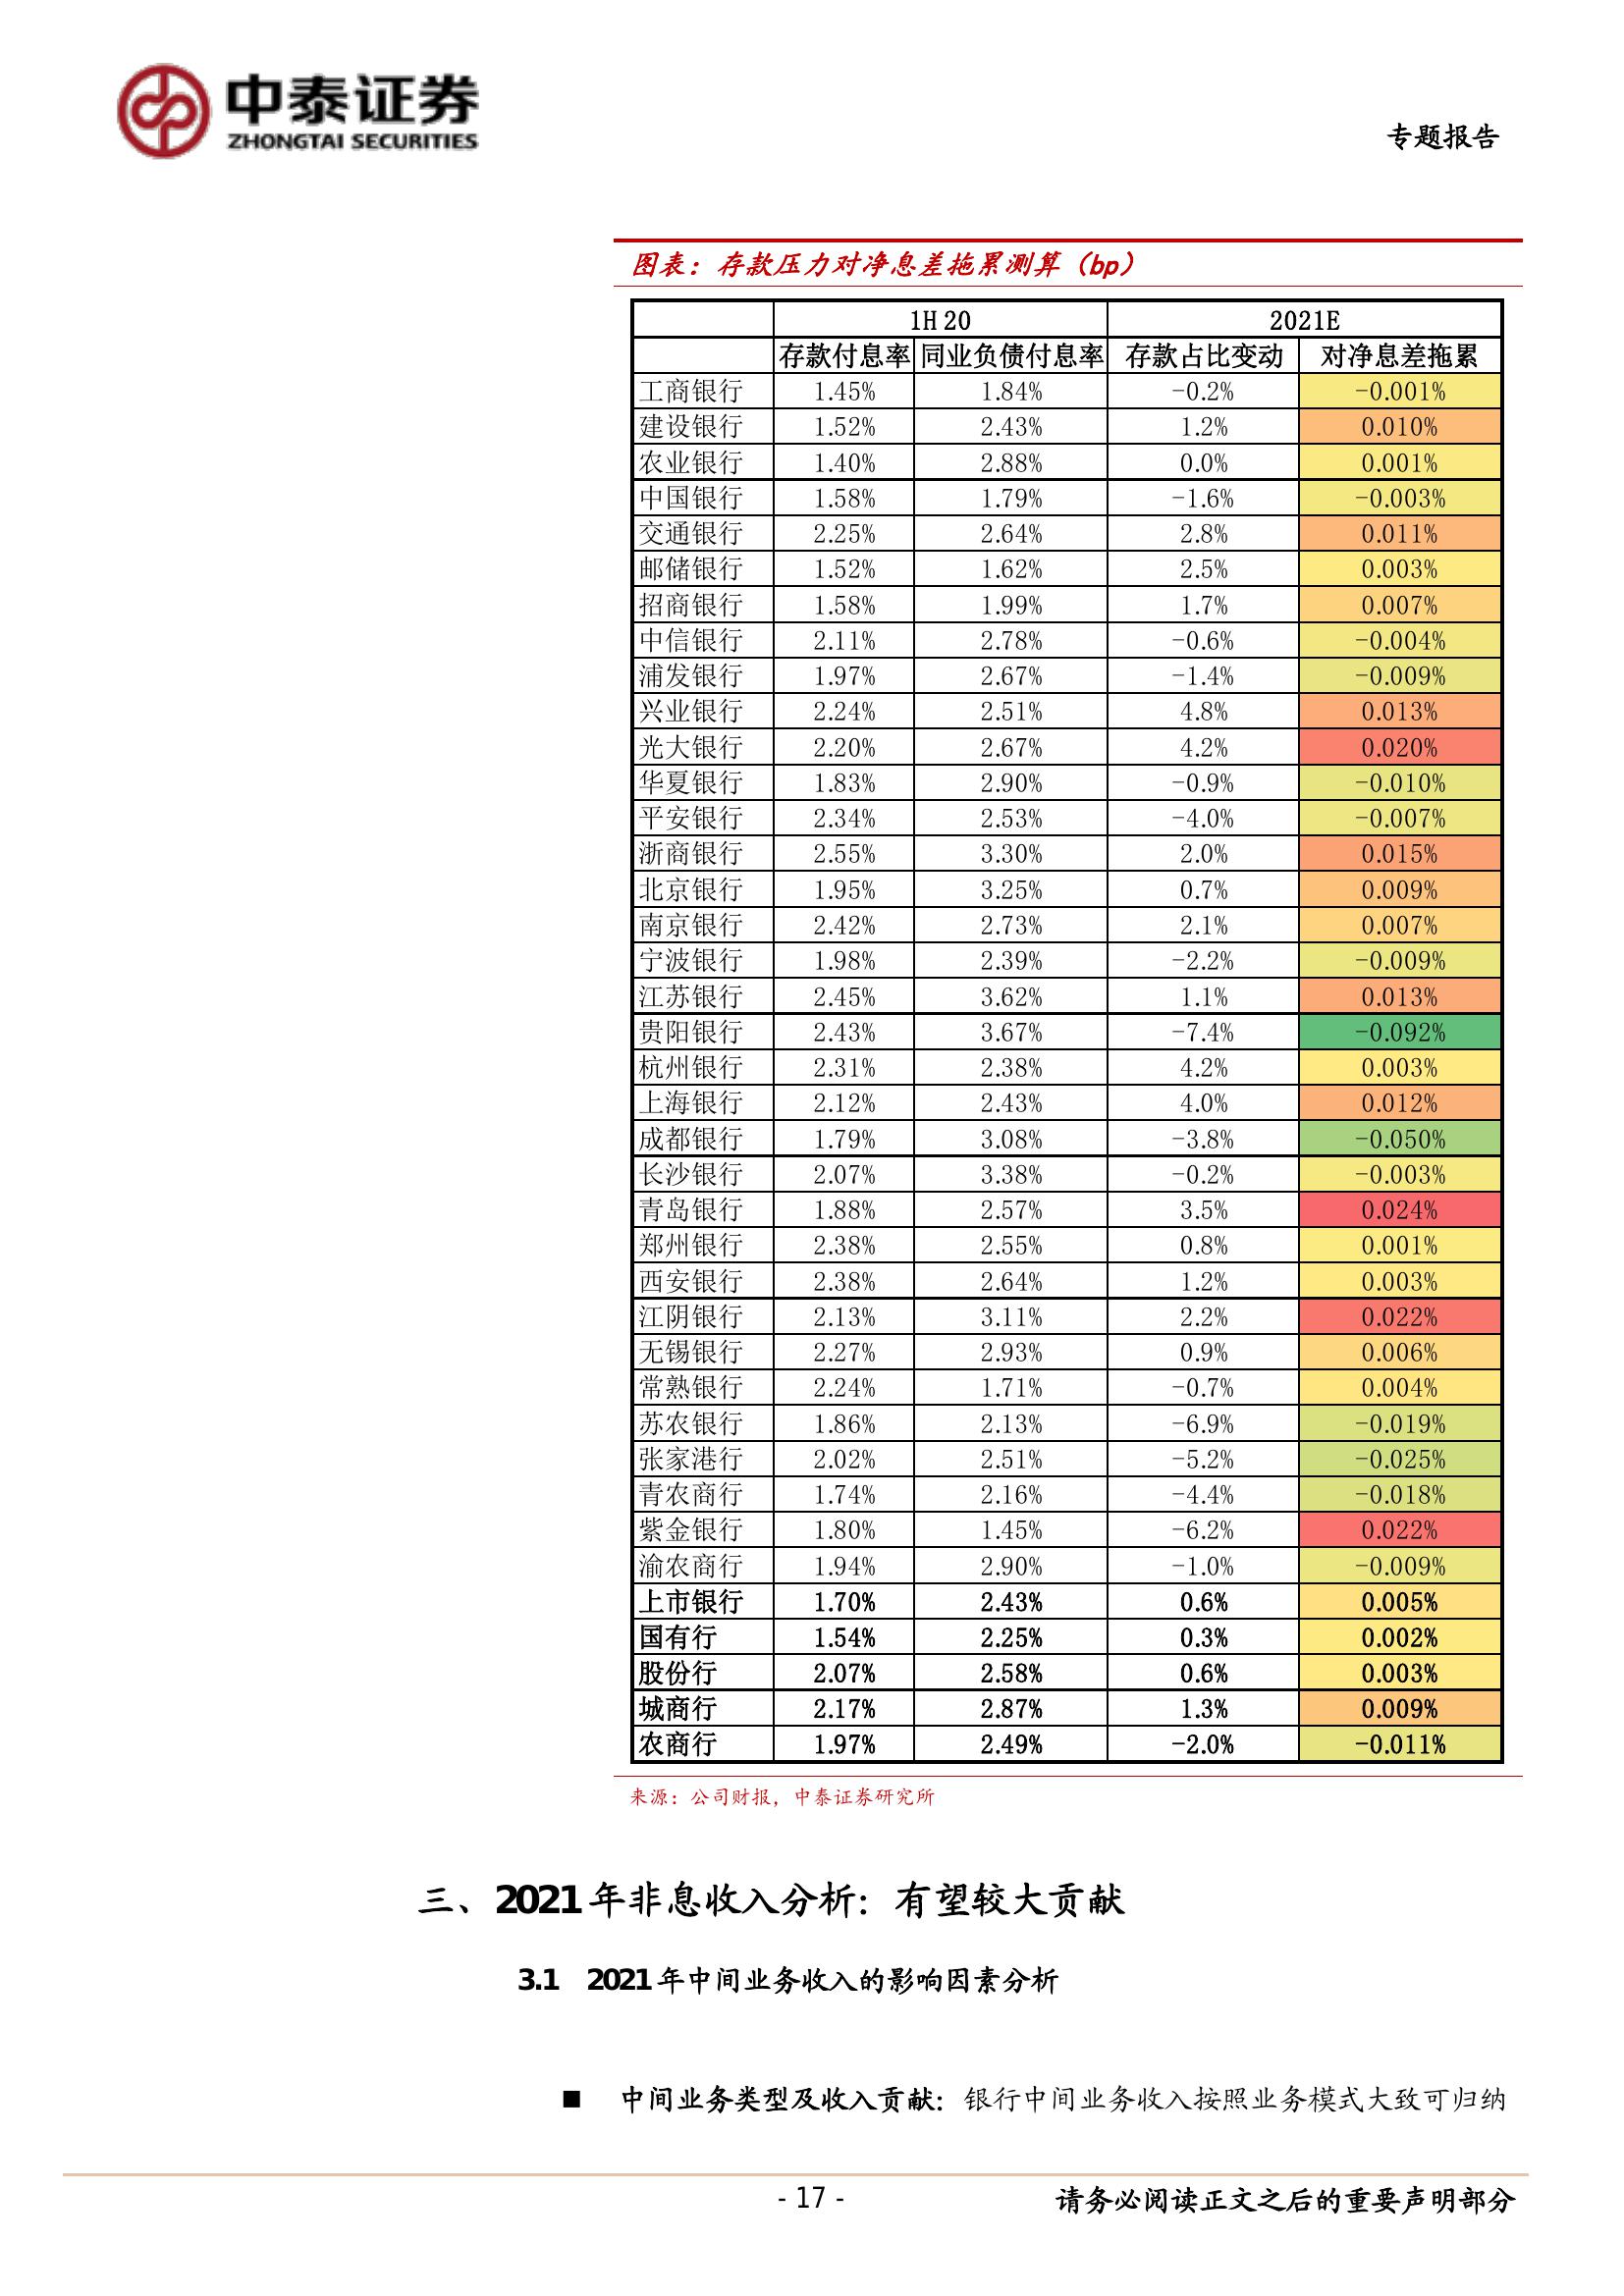 中泰证券
ZHONGTAI SECURITIES
专题报告
图表：存款压力对净息差拖累测算（bp）
1H 20 2021E
存款付息率 同业负债付息率 存款占比变动 对净息差拖累
工商银行 1.45% 1.84% -0.2% -0.001%
建设银行 1.52% 2.43% 1.2% 0.010%
农业银行 1.40% 2.88% 0.0% 0.001%
中国银行 1.58% 1.79% -1.6% -0.003%
交通银行 2.25% 2.64% 2.8% 0.011%
邮储银行 1.52% 1.62% 2.5% 0.003%
招商银行 1.58% 1.99% 1.7% 0.007%
中信银行 2.11% 2.78% -0.6% -0.004%
浦发银行 1.97% 2.67% -1.4% -0.009%
兴业银行 2.24% 2.51% 4.8% 0.013%
光大银行 2.20% 2.67% 4.2% 0.020%
华夏银行 1.83% 2.90% -0.9% -0.010%
平安银行 2.34% 2.53% -4.0% -0.007%
浙商银行 2.55% 3.30% 2.0% 0.015%
北京银行 1.95% 3.25% 0.7% 0.009%
南京银行 2.42% 2.73% 2.1% 0.007%
宁波银行 1.98% 2.39% -2.2% -0.009%
江苏银行 2.45% 3.62% 1.1% 0.013%
贵阳银行 2.43% 3.67% -7.4% -0.092%
杭州银行 2.31% 2.38% 4.2% 0.003%
上海银行 2.12% 2.43% 4.0% 0.012%
成都银行 1.79% 3.08% -3.8% -0.050%
长沙银行 2.07% 3.38% -0.2% -0.003%
青岛银行 1.88% 2.57% 3.5% 0.024%
郑州银行 2.38% 2.55% 0.8% 0.001%
西安银行 2.38% 2.64% 1.2% 0.003%
江阴银行 2.13% 3.11% 2.2% 0.022%
无锡银行 2.27% 2.93% 0.9% 0.006%
常熟银行 2.24% 1.71% -0.7% 0.004%
苏农银行 1.86% 2.13% -6.9% -0.019%
张家港行 2.02% 2.51% -5.2% -0.025%
青农商行 1.74% 2.16% -4.4% -0.018%
紫金银行 1.80% 1.45% -6.2% 0.022%
渝农商行 1.94% 2.90% -1.0% -0.009%
上市银行 1.70% 2.43% 0.6% 0.005%
国有行 1.54% 2.25% 0.3% 0.002%
股份行 2.07% 2.58% 0.6% 0.003%
城商行 2.17% 2.87% 1.3% 0.009%
农商行 1.97% 2.49% -2.0% -0.011%
来源：公司财报，中泰证券研究所
三、2021年非息收入分析：有望较大贡献
3.1 2021年中间业务收入的影响因素分析
■ 中间业务类型及收入贡献：银行中间业务收入按照业务模式大致可归纳
- 17 - 请务必阅读正文之后的重要声明部分